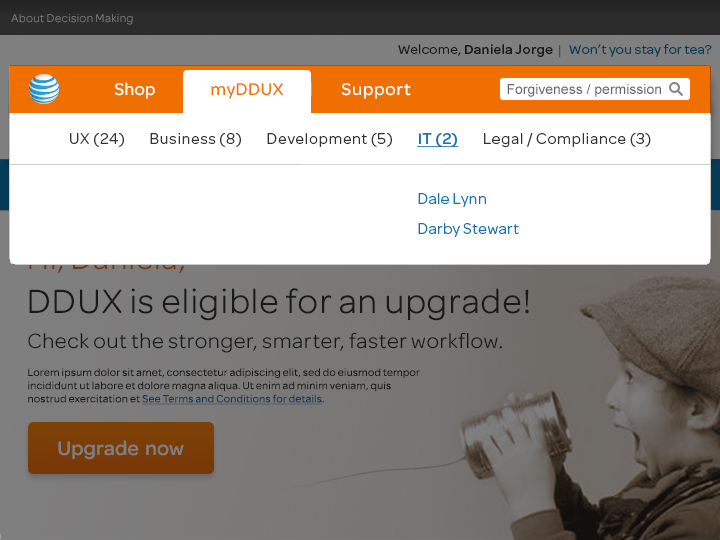 About Decision Making
Welcome, Daniela Jorge | Won't you stay for tea?
Shop myDDUX Support Forgiveness / permission
UX (24) Business (8) Development (5) IT (2) Legal / Compliance (3)
Dale Lynn
Darby Stewart
Hi, Daniela,
DDUX is eligible for an upgrade!
Check out the stronger, smarter, faster workflow.
Lorem ipsum dolor sit amet, consectetur adipiscing elit, sed do eiusmod tempor
incididunt ut labore et dolore magna aliqua. Ut enim ad minim veniam, quis
nostrud exercitation et See Terms and Conditions for details.
Upgrade now